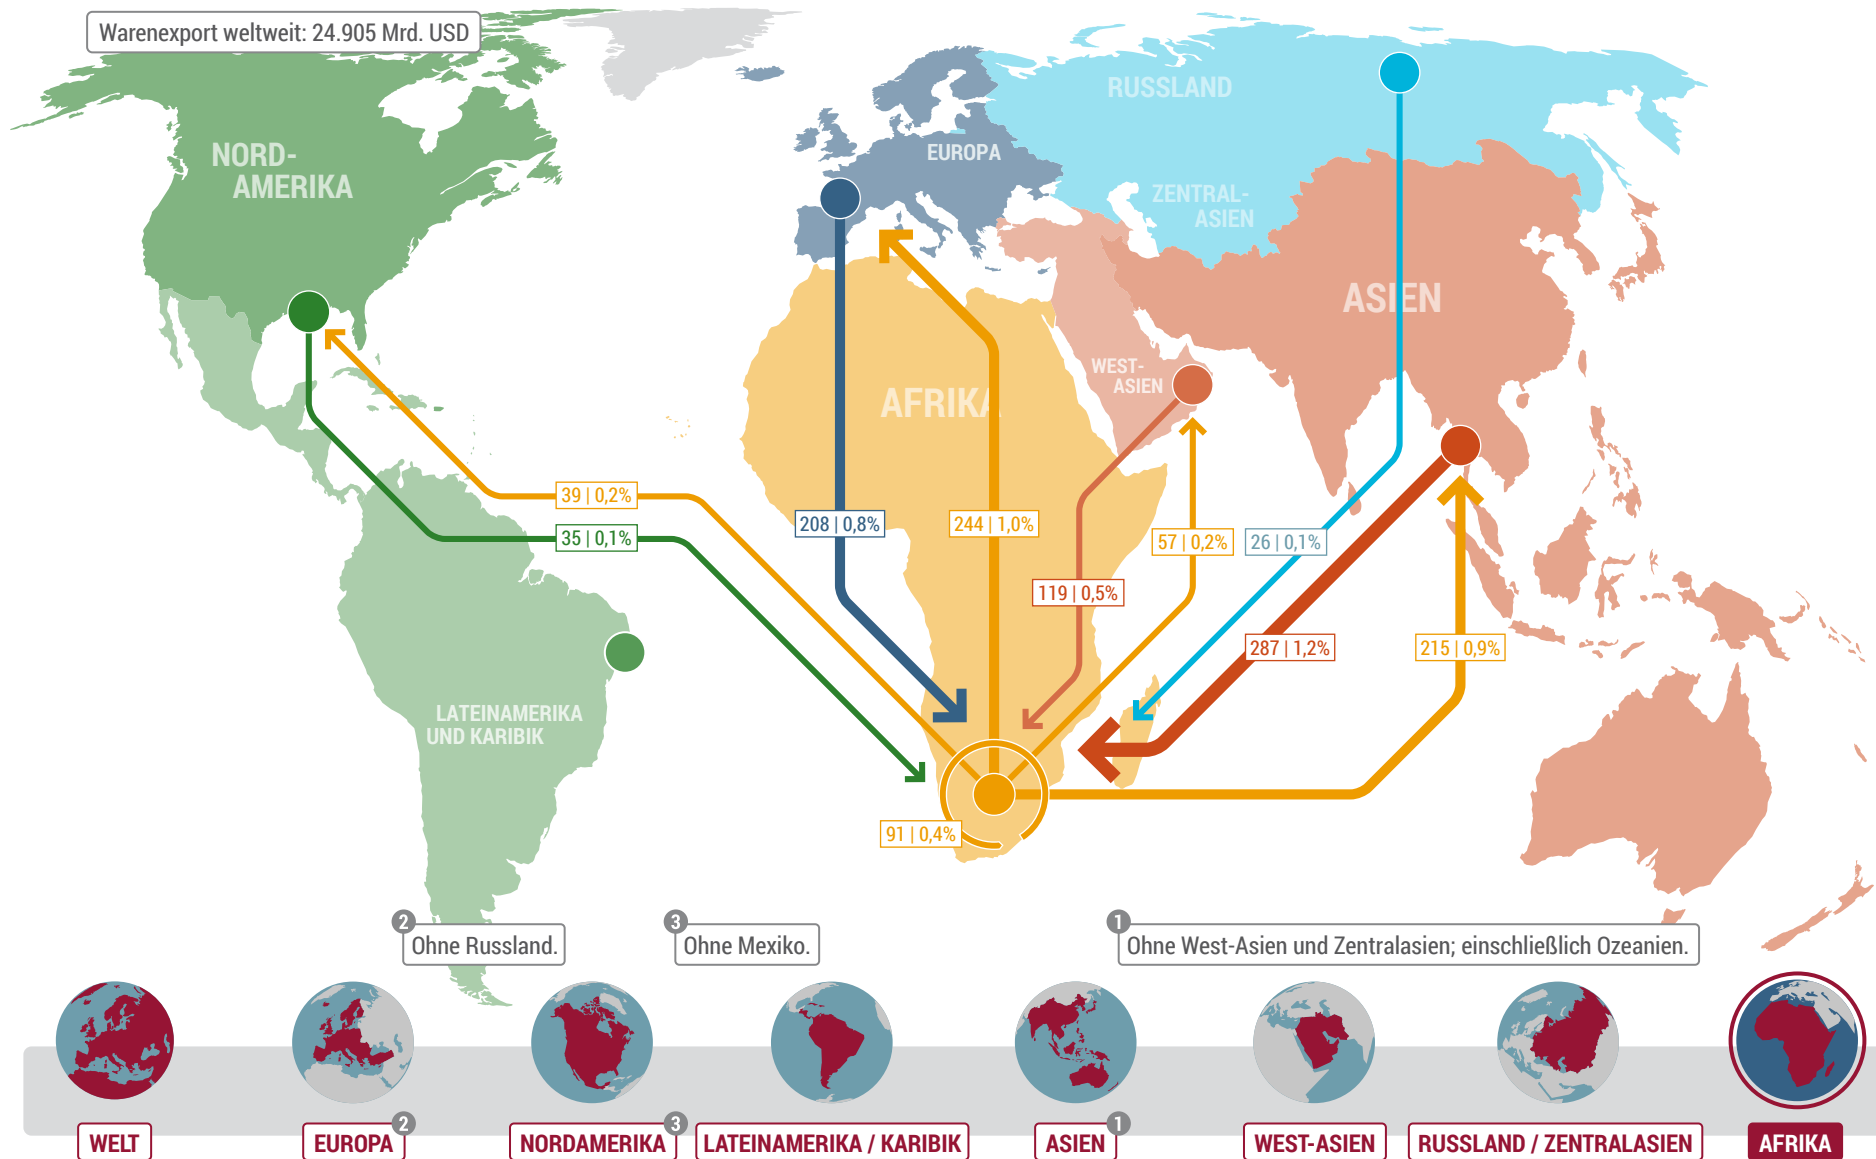 Warenexport weltweit: 24.905 Mrd. USD
RUSSLAND
NORD-
AMERIKA
EUROPA
ZENTRAL-
ASIEN
ASIEN
WEST-
ASIEN
AFRIKA
39 | 0,2%
35 | 0,1%
208 | 0,8%
244 | 1,0%
57 | 0,2%
26 | 0,1%
119 | 0,5%
287 | 1,2%
215 | 0,9%
LATEINAMERIKA
UND KARIBIK
91 | 0,4%
2
Ohne Russland.
3
Ohne Mexiko.
1
Ohne West-Asien und Zentralasien; einschließlich Ozeanien.
WELT
EUROPA 2
NORDAMERIKA 3
LATEINAMERIKA / KARIBIK
ASIEN 1
WEST-ASIEN
RUSSLAND / ZENTRALASIEN
AFRIKA